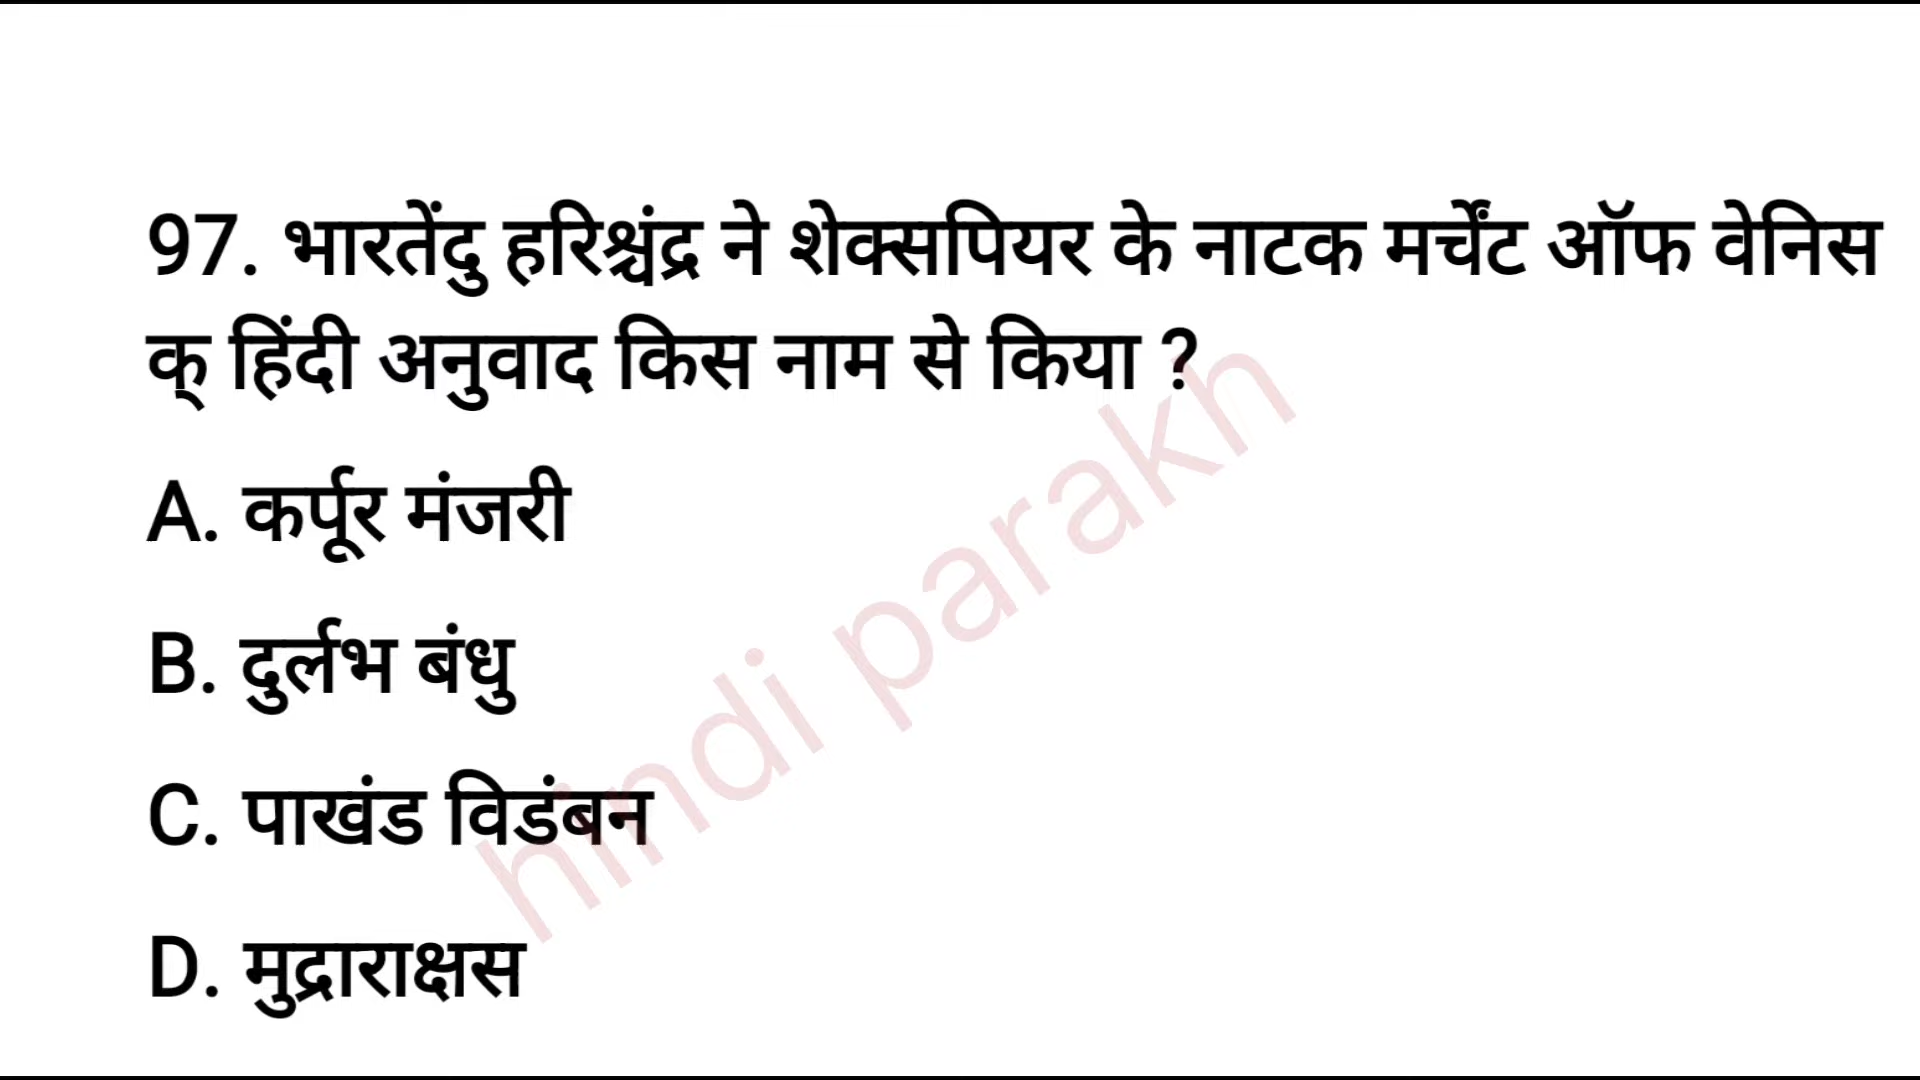 97. भारतेंदु हरिश्चंद्र ने शेक्सपियर के नाटक मर्चेंट ऑफ वेनिस
क् हिंदी अनुवाद किस नाम से किया ?
A. कर्पूर मंजरी
B. दुर्लभ बंधु
C. पाखंड विडंबन
D. मुद्राराक्षस
hindi parakh